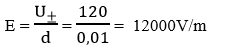 E = U± / d = 120 / 0,01 = 12000V/m